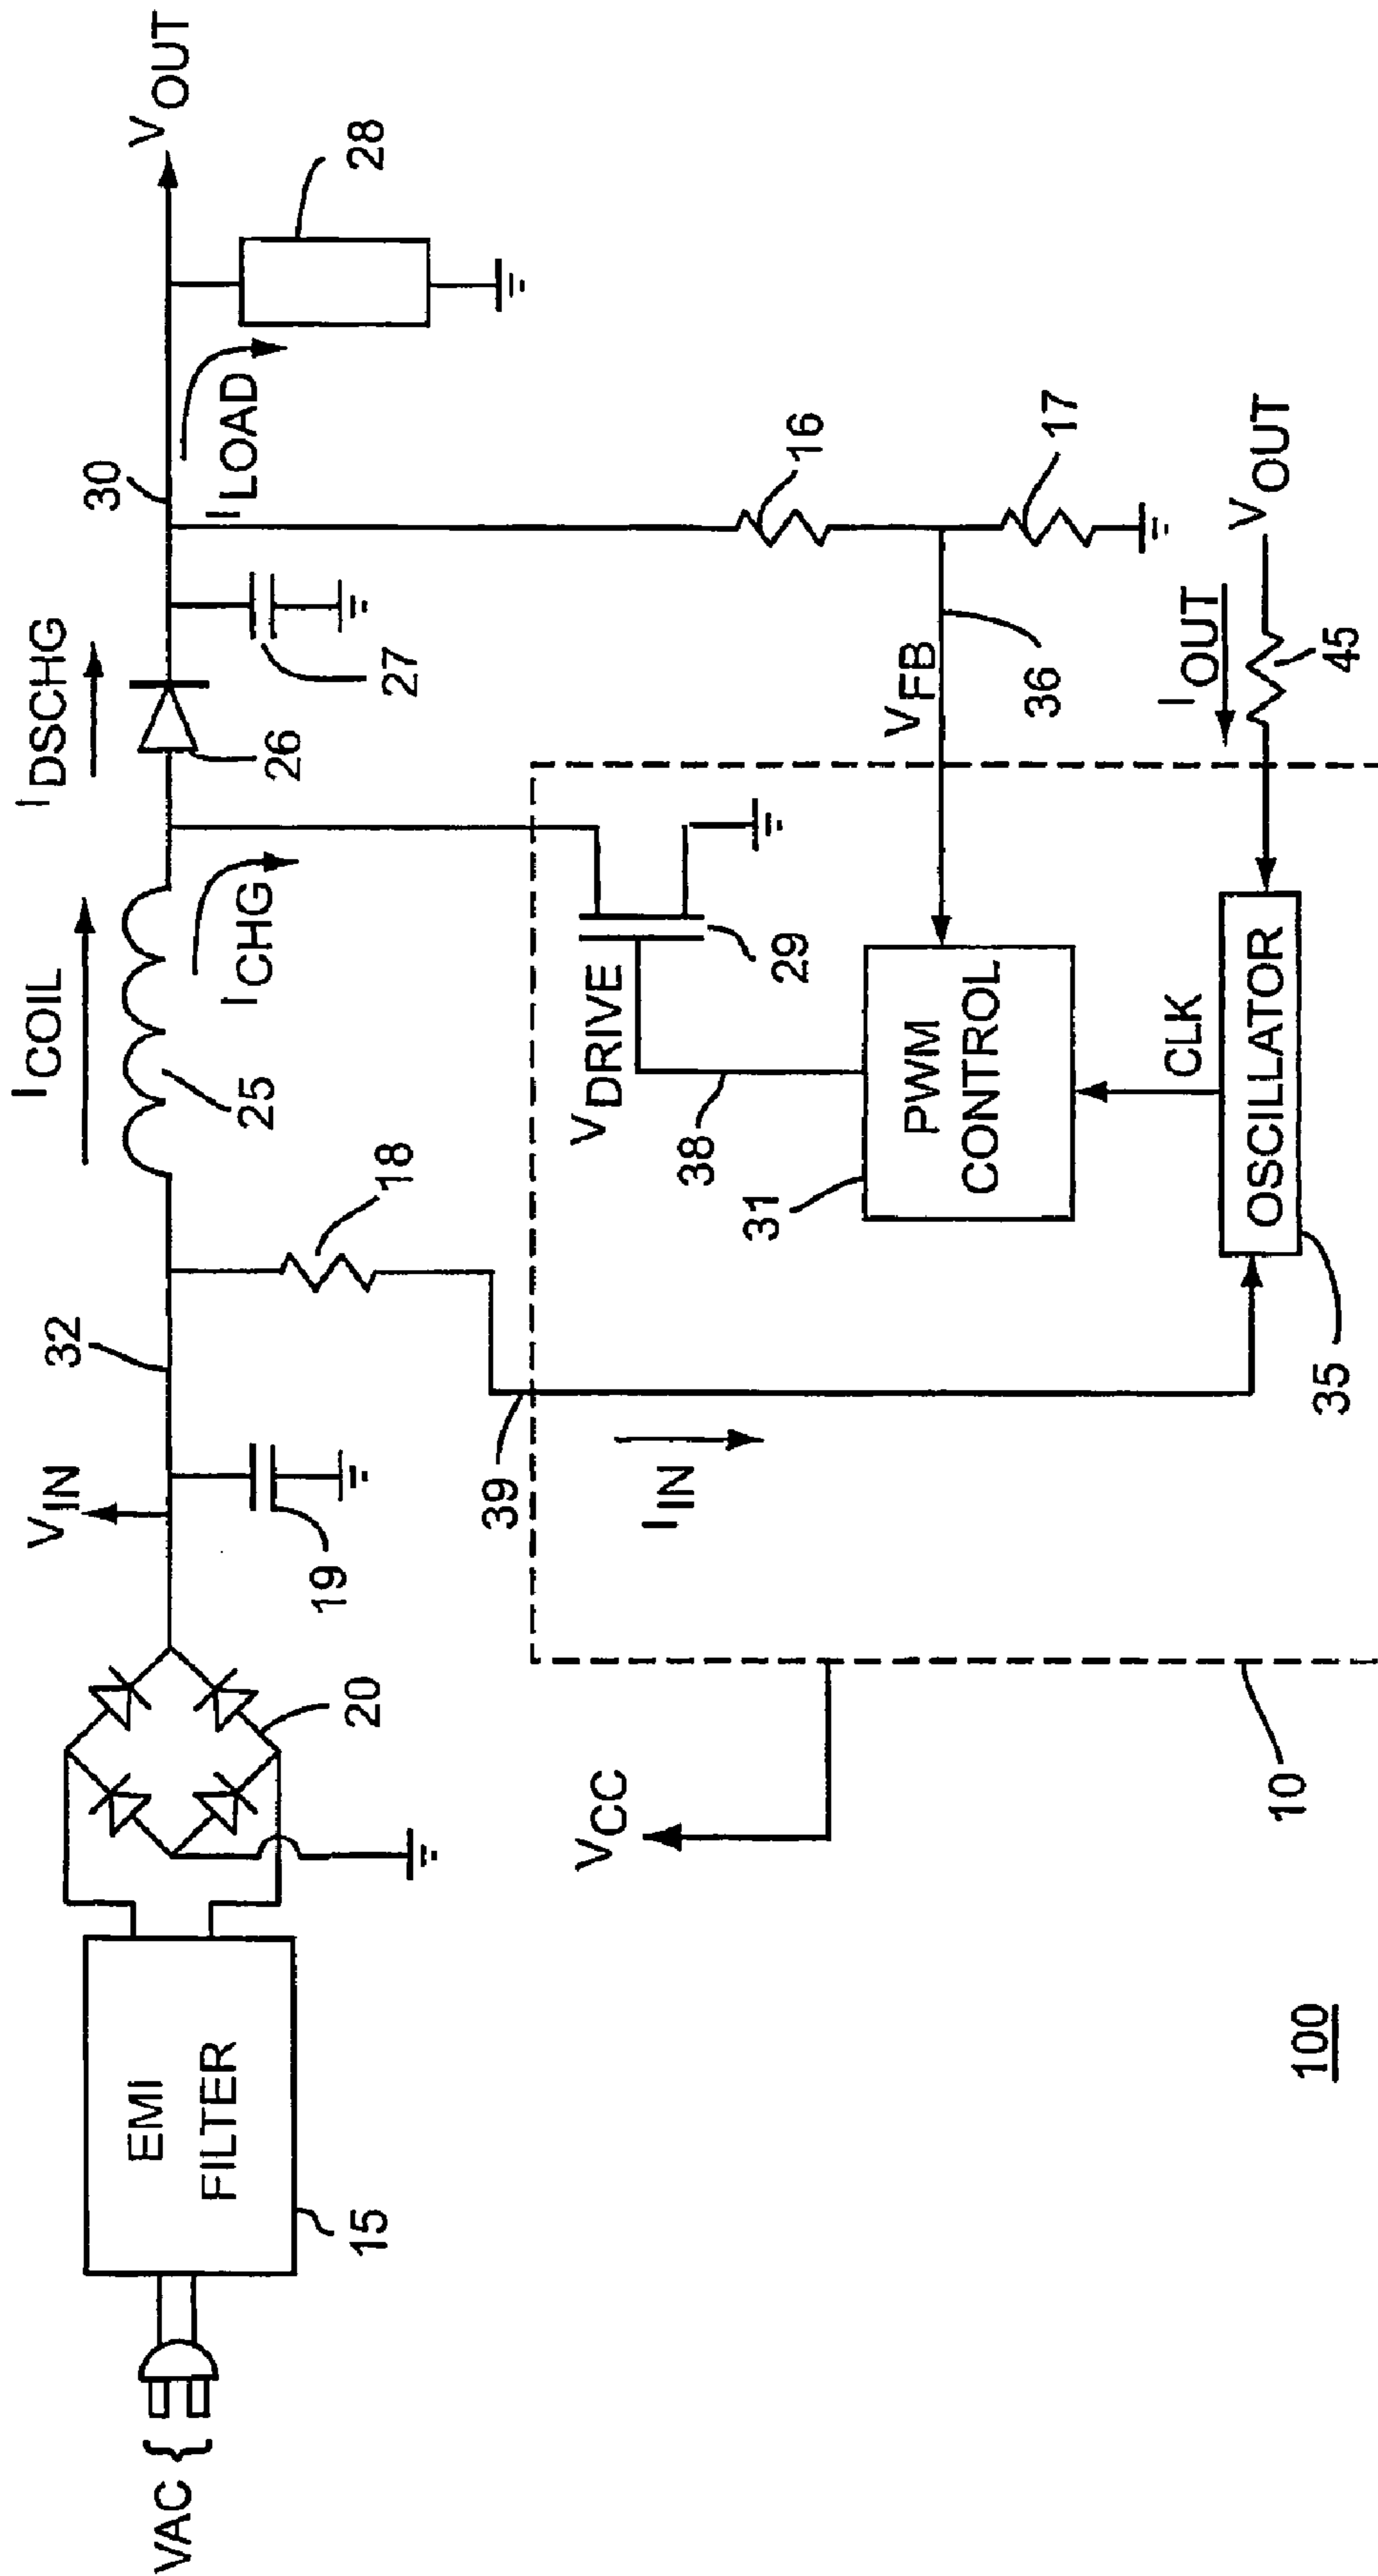 VAC
EMI
FILTER
15
20
VIN
19
32
18
ICOIL
25
ICHG
IDSCHG
26
27
30
ILOAD
28
VOUT
VCC
10
39
IIN
VDRIVE
38
29
31
PWM
CONTROL
CLK
OSCILLATOR
35
VFB
36
16
17
IOUT
45
VOUT
100